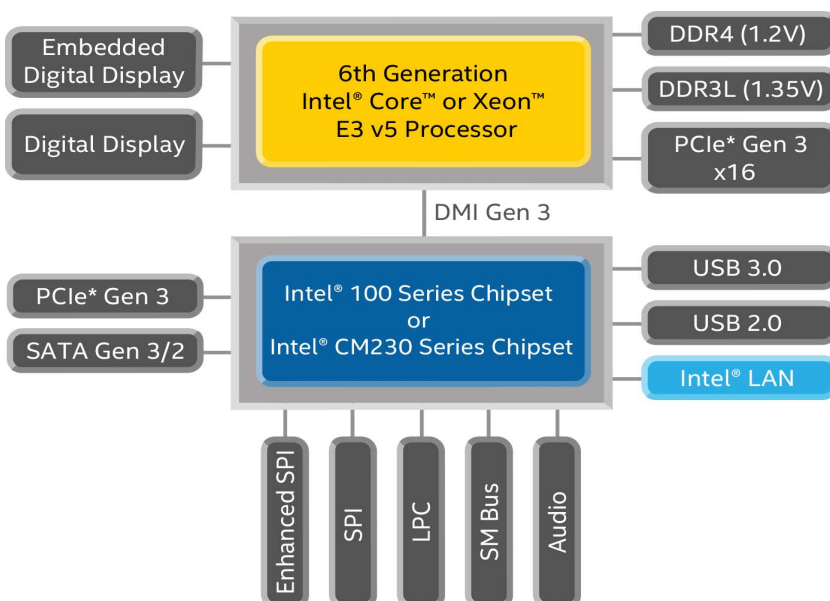 Embedded
Digital Display
Digital Display
6th Generation
Intel® Core™ or Xeon™
E3 v5 Processor
DDR4 (1.2V)
DDR3L (1.35V)
PCIe* Gen 3
x16
DMI Gen 3
PCIe* Gen 3
SATA Gen 3/2
Intel® 100 Series Chipset
or
Intel® CM230 Series Chipset
USB 3.0
USB 2.0
Intel® LAN
Enhanced SPI
SPI
LPC
SM Bus
Audio